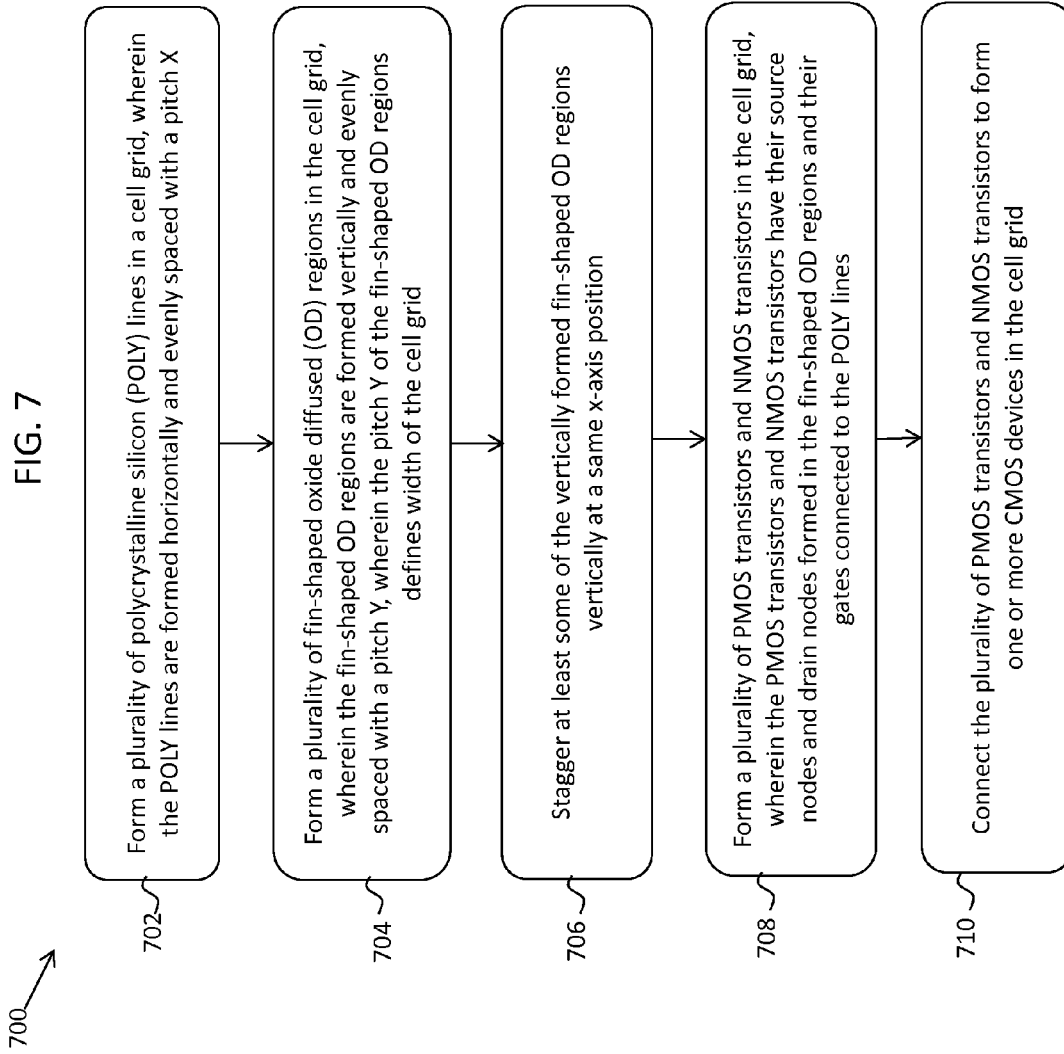 FIG. 7
700
702
Form a plurality of polycrystalline silicon (POLY) lines in a cell grid, wherein
the POLY lines are formed horizontally and evenly spaced with a pitch X
704
Form a plurality of fin-shaped oxide diffused (OD) regions in the cell grid,
wherein the fin-shaped OD regions are formed vertically and evenly
spaced with a pitch Y, wherein the pitch Y of the fin-shaped OD regions
defines width of the cell grid
706
Stagger at least some of the vertically formed fin-shaped OD regions
vertically at a same x-axis position
708
Form a plurality of PMOS transistors and NMOS transistors in the cell grid,
wherein the PMOS transistors and NMOS transistors have their source
nodes and drain nodes formed in the fin-shaped OD regions and their
gates connected to the POLY lines
710
Connect the plurality of PMOS transistors and NMOS transistors to form
one or more CMOS devices in the cell grid